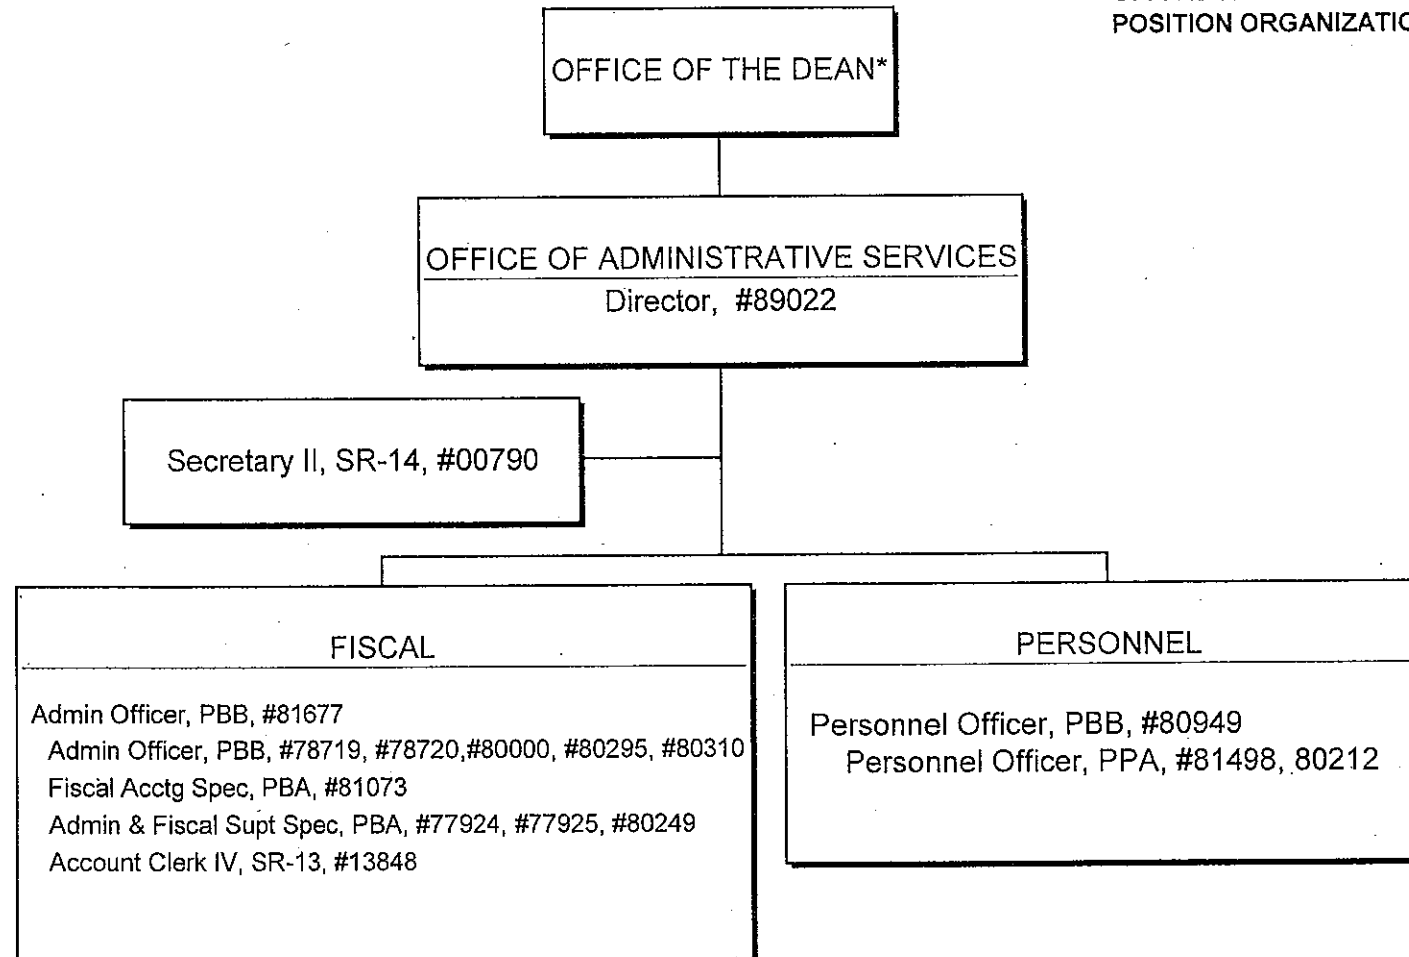 POSITION ORGANIZATIO
OFFICE OF THE DEAN*
OFFICE OF ADMINISTRATIVE SERVICES
Director, #89022
Secretary II, SR-14, #00790
FISCAL
Admin Officer, PBB, #81677
Admin Officer, PBB, #78719, #78720,#80000, #80295, #80310
Fiscal Acctg Spec, PBA, #81073
Admin & Fiscal Supt Spec, PBA, #77924, #77925, #80249
Account Clerk IV, SR-13, #13848
PERSONNEL
Personnel Officer, PBB, #80949
Personnel Officer, PPA, #81498, 80212